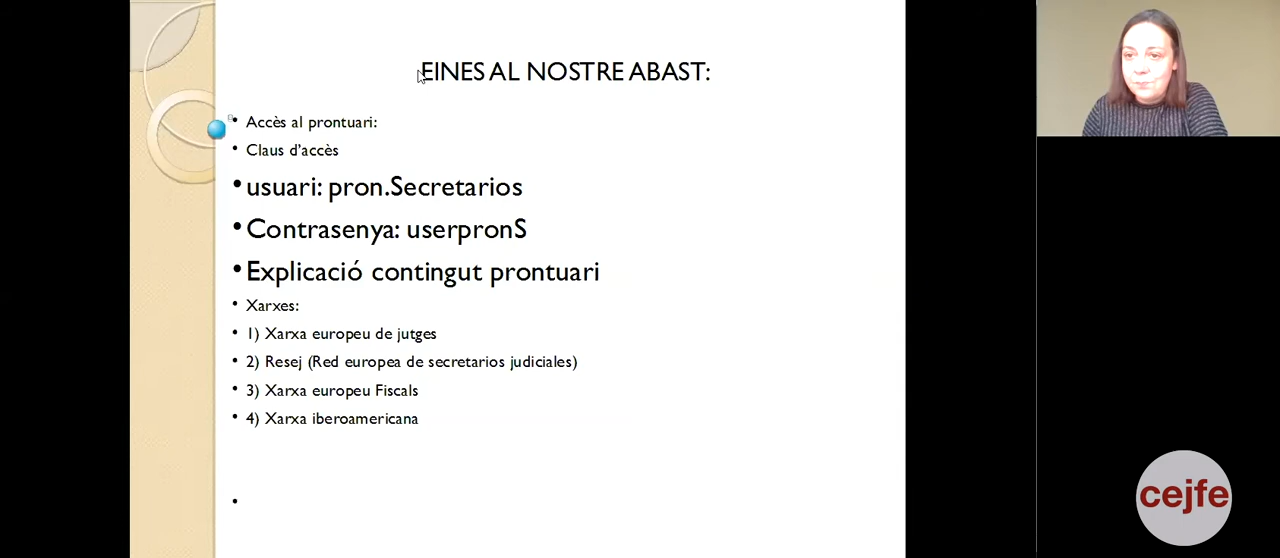 EINES AL NOSTRE ABAST:
• Accès al prontuari:
• Claus d'accès
• usuari: pron.Secretarios
• Contrasenya: userpronS
• Explicació contingut prontuari
• Xarxes:
• 1) Xarxa europeu de jutges
• 2) Resej (Red europea de secretarios judiciales)
• 3) Xarxa europeu Fiscals
• 4) Xarxa iberoamericana
•
cejfe